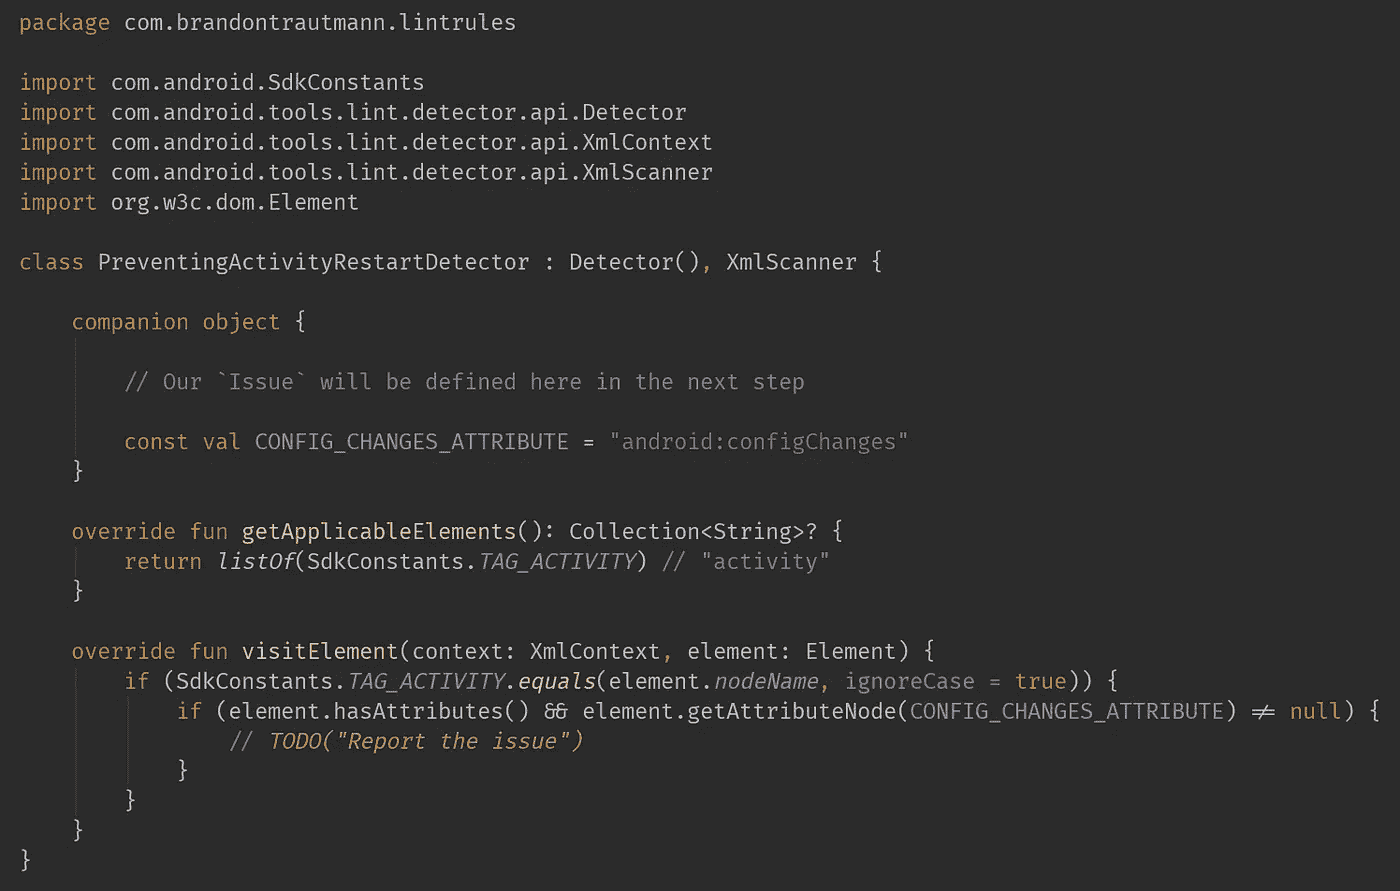 package com.brandontrautmann.lintrules
import com.android.SdkConstants
import com.android.tools.lint.detector.api.Detector
import com.android.tools.lint.detector.api.XmlContext
import com.android.tools.lint.detector.api.XmlScanner
import org.w3c.dom.Element
class PreventingActivityRestartDetector : Detector(), XmlScanner {
companion object {
// Our `Issue` will be defined here in the next step
const val CONFIG_CHANGES_ATTRIBUTE = "android:configChanges"
}
override fun getApplicableElements(): Collection<String>? {
return listOf(SdkConstants.TAG_ACTIVITY) // "activity"
}
override fun visitElement(context: XmlContext, element: Element) {
if (SdkConstants.TAG_ACTIVITY.equals(element.nodeName, ignoreCase = true)) {
if (element.hasAttributes() && element.getAttributeNode(CONFIG_CHANGES_ATTRIBUTE) != null) {
// TODO("Report the issue")
}
}
}
}